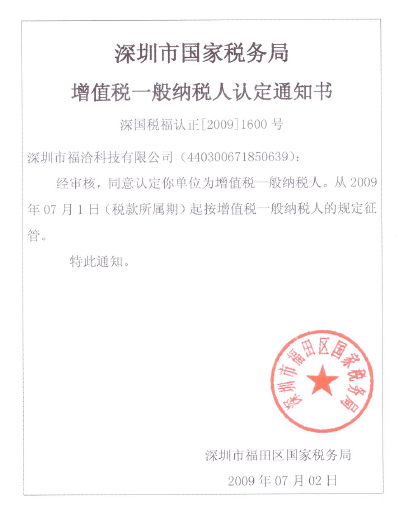 深圳市国家税务局
增值税一般纳税人认定通知书
深国税福认正[2009]1600 号
深圳市福洽科技有限公司（440300671850639）：
经审核，同意认定你单位为增值税一般纳税人。从 2009
年 07 月 1 日（税款所属期）起按增值税一般纳税人的规定征
管。
特此通知。
深圳市福田区国家税务局
深圳市福田区国家税务局
2009 年 07 月 02 日